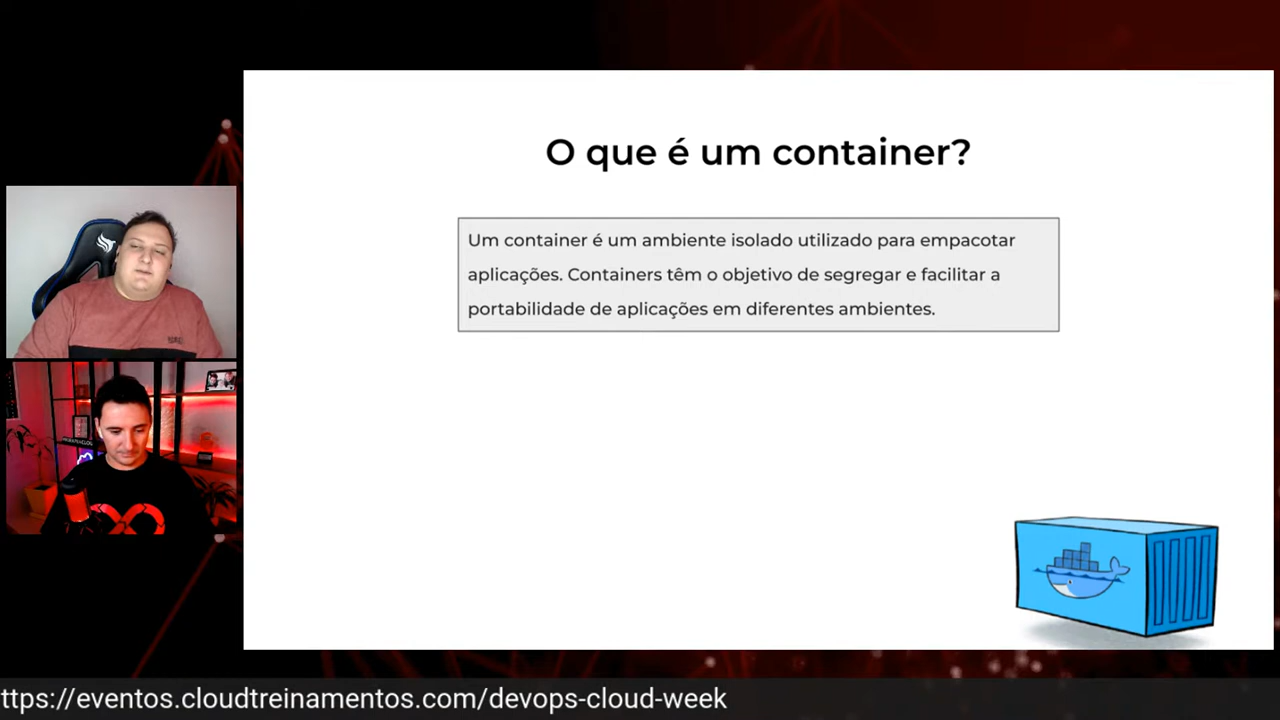 O que é um container?
Um container é um ambiente isolado utilizado para empacotar
aplicações. Containers têm o objetivo de segregar e facilitar a
portabilidade de aplicações em diferentes ambientes.
ttps://eventos.cloudtreinamentos.com/devops-cloud-week